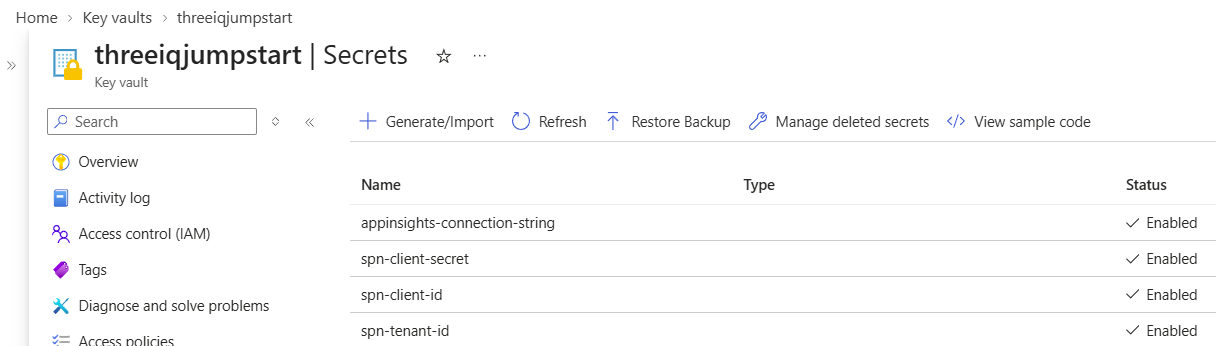 Home > Key vaults > threeiqjumpstart
threeiqjumpstart | Secrets
Key vault
Search
Generate/Import Refresh Restore Backup Manage deleted secrets View sample code
Overview
Activity log
Access control (IAM)
Tags
Diagnose and solve problems
Access policies
Name Type Status
appinsights-connection-string Enabled
spn-client-secret Enabled
spn-client-id Enabled
spn-tenant-id Enabled